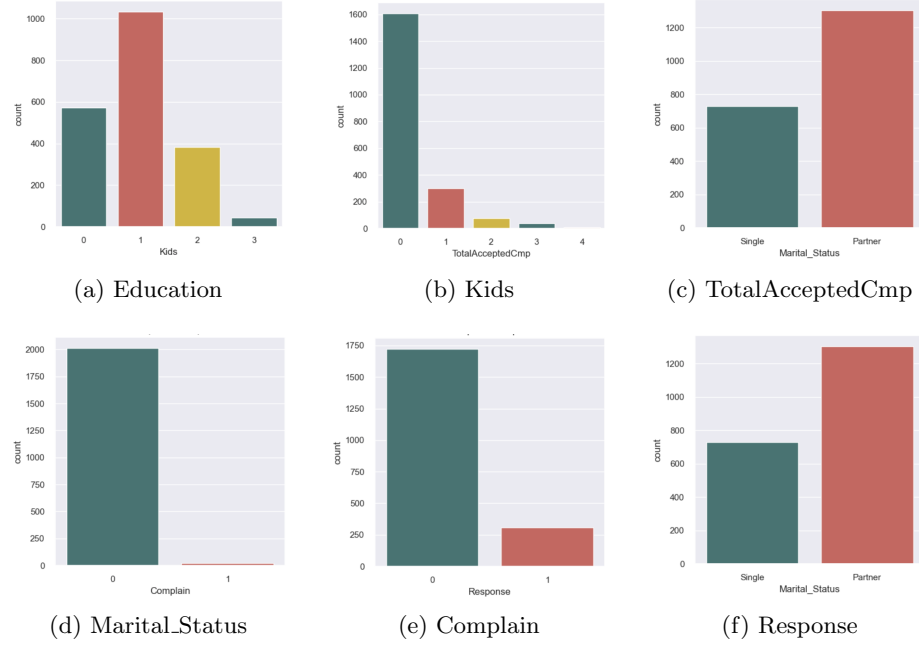 1000
800
600
400
200
0
count
0 1 2 3
Kids
(a) Education
1600
1400
1200
1000
800
600
400
200
0
count
0 1 2 3 4
TotalAcceptedCmp
(b) Kids
1200
1000
800
600
400
200
0
count
Single Partner
Marital_Status
(c) TotalAcceptedCmp
2000
1750
1500
1250
1000
750
500
250
0
count
0 1
Complain
(d) Marital_Status
1750
1500
1250
1000
750
500
250
0
count
0 1
Response
(e) Complain
1200
1000
800
600
400
200
0
count
Single Partner
Marital_Status
(f) Response